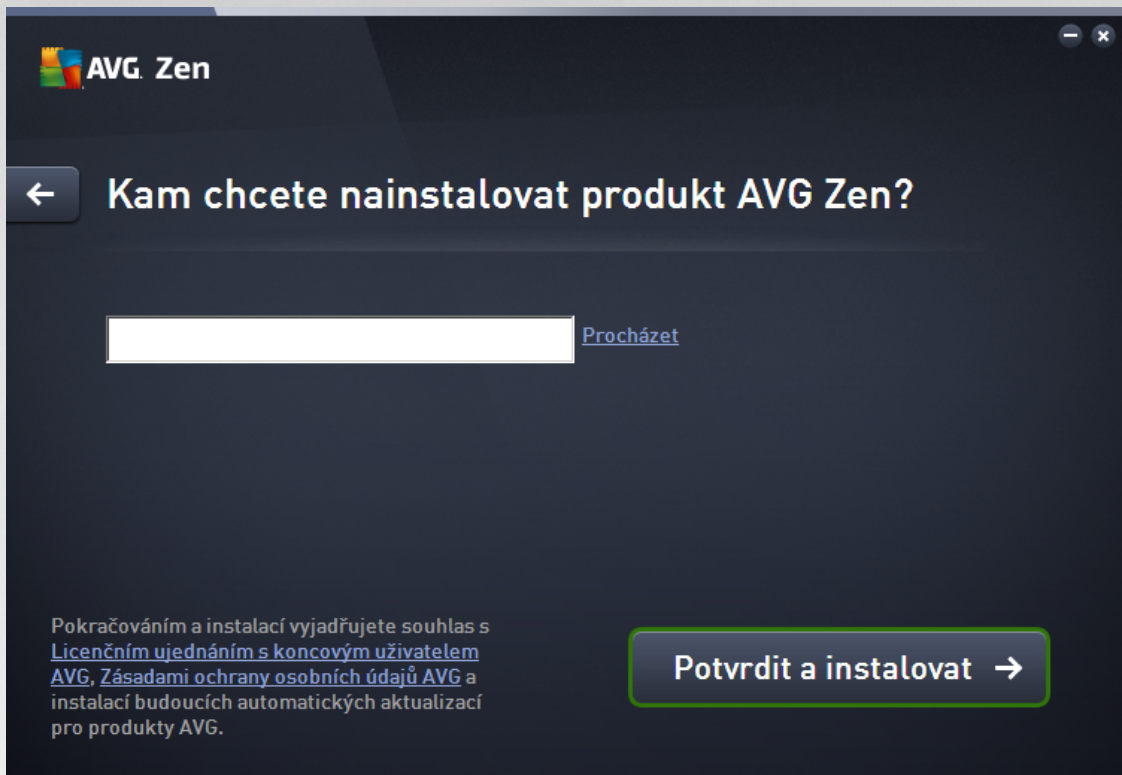 AVG. Zen
Kam chcete nainstalovat produkt AVG Zen?
Procházet
Pokračováním a instalací vyjadřujete souhlas s
Licenčním ujednáním s koncovým uživatelem
AVG, Zásadami ochrany osobních údajů AVG a
instalací budoucích automatických aktualizací
pro produkty AVG.
Potvrdit a instalovat